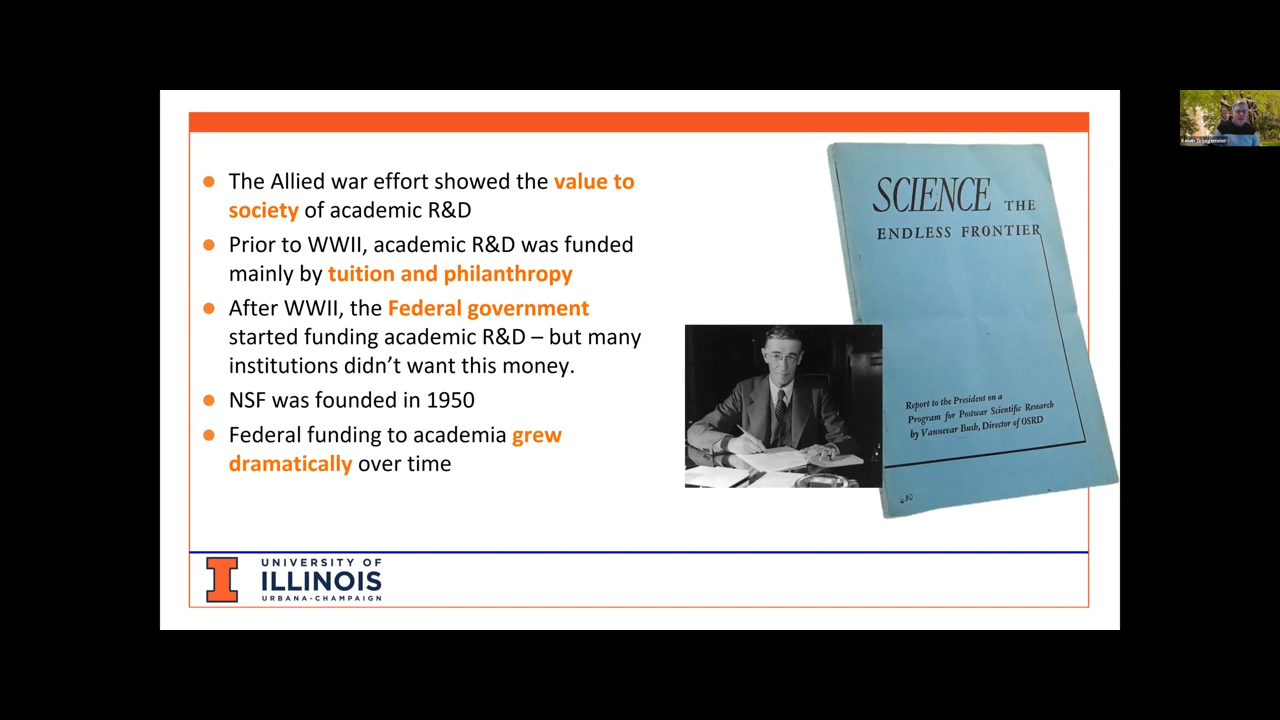 The Allied war effort showed the value to
society of academic R&D
Prior to WWII, academic R&D was funded
mainly by tuition and philanthropy
After WWII, the Federal government
started funding academic R&D – but many
institutions didn’t want this money.
NSF was founded in 1950
Federal funding to academia grew
dramatically over time
SCIENCE THE
ENDLESS FRONTIER
Report to the President on a
Program for Postwar Scientific Research
by Vannevar Bush, Director of OSRD
UNIVERSITY OF
ILLINOIS
URBANA-CHAMPAIGN
Kelvin Droegemeier